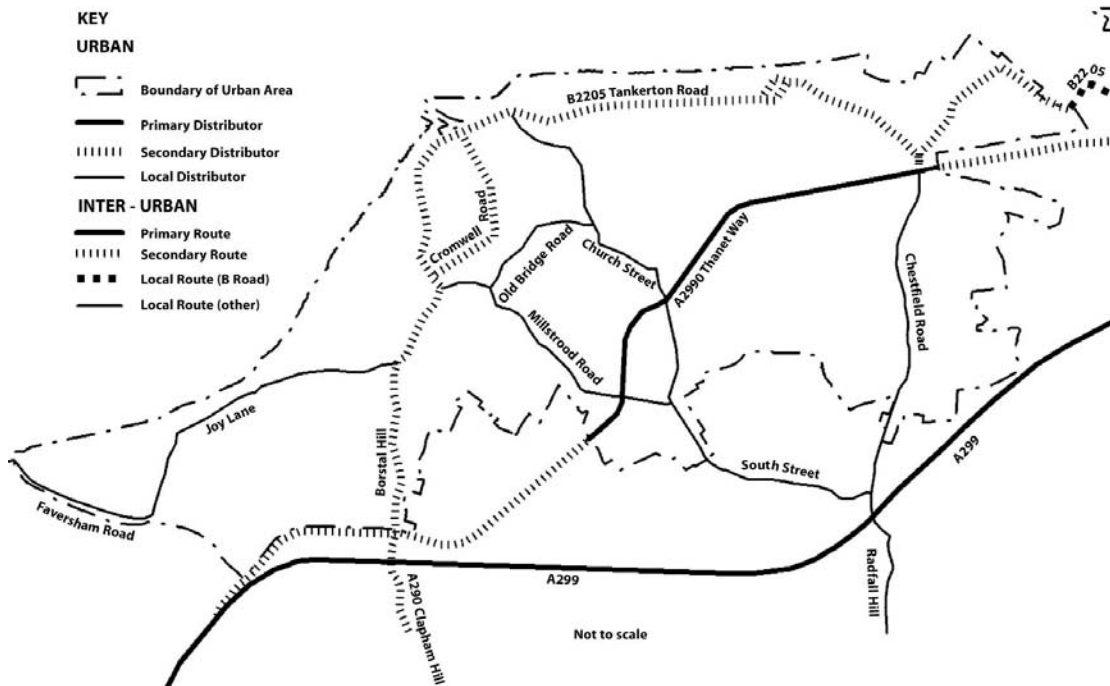 KEY
URBAN
Boundary of Urban Area
Primary Distributor
Secondary Distributor
Local Distributor
INTER - URBAN
Primary Route
Secondary Route
Local Route (B Road)
Local Route (other)
B2205 Tankerton Road
B22 05
Cromwell
Road
Old Bridge Road
Church Street
A2990 Thanet Way
Chestfield Road
Millstrood Road
Joy Lane
Borstal Hill
South Street
A299
Faversham Road
A299
A290 Clapham Hill
Radfall Hill
Not to scale